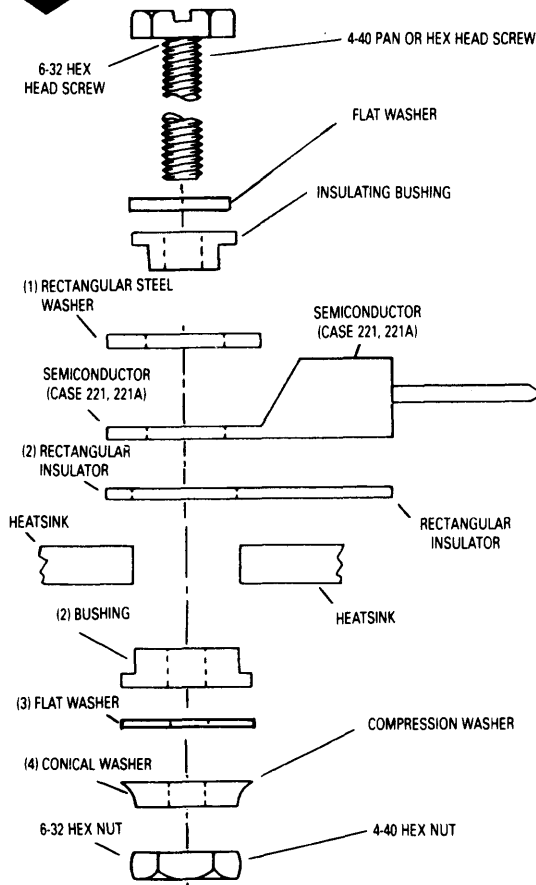 6-32 HEX
HEAD SCREW
4-40 PAN OR HEX HEAD SCREW
FLAT WASHER
INSULATING BUSHING
(1) RECTANGULAR STEEL
WASHER
SEMICONDUCTOR
(CASE 221, 221A)
SEMICONDUCTOR
(CASE 221, 221A)
(2) RECTANGULAR
INSULATOR
RECTANGULAR
INSULATOR
HEATSINK
HEATSINK
(2) BUSHING
(3) FLAT WASHER
COMPRESSION WASHER
(4) CONICAL WASHER
6-32 HEX NUT
4-40 HEX NUT